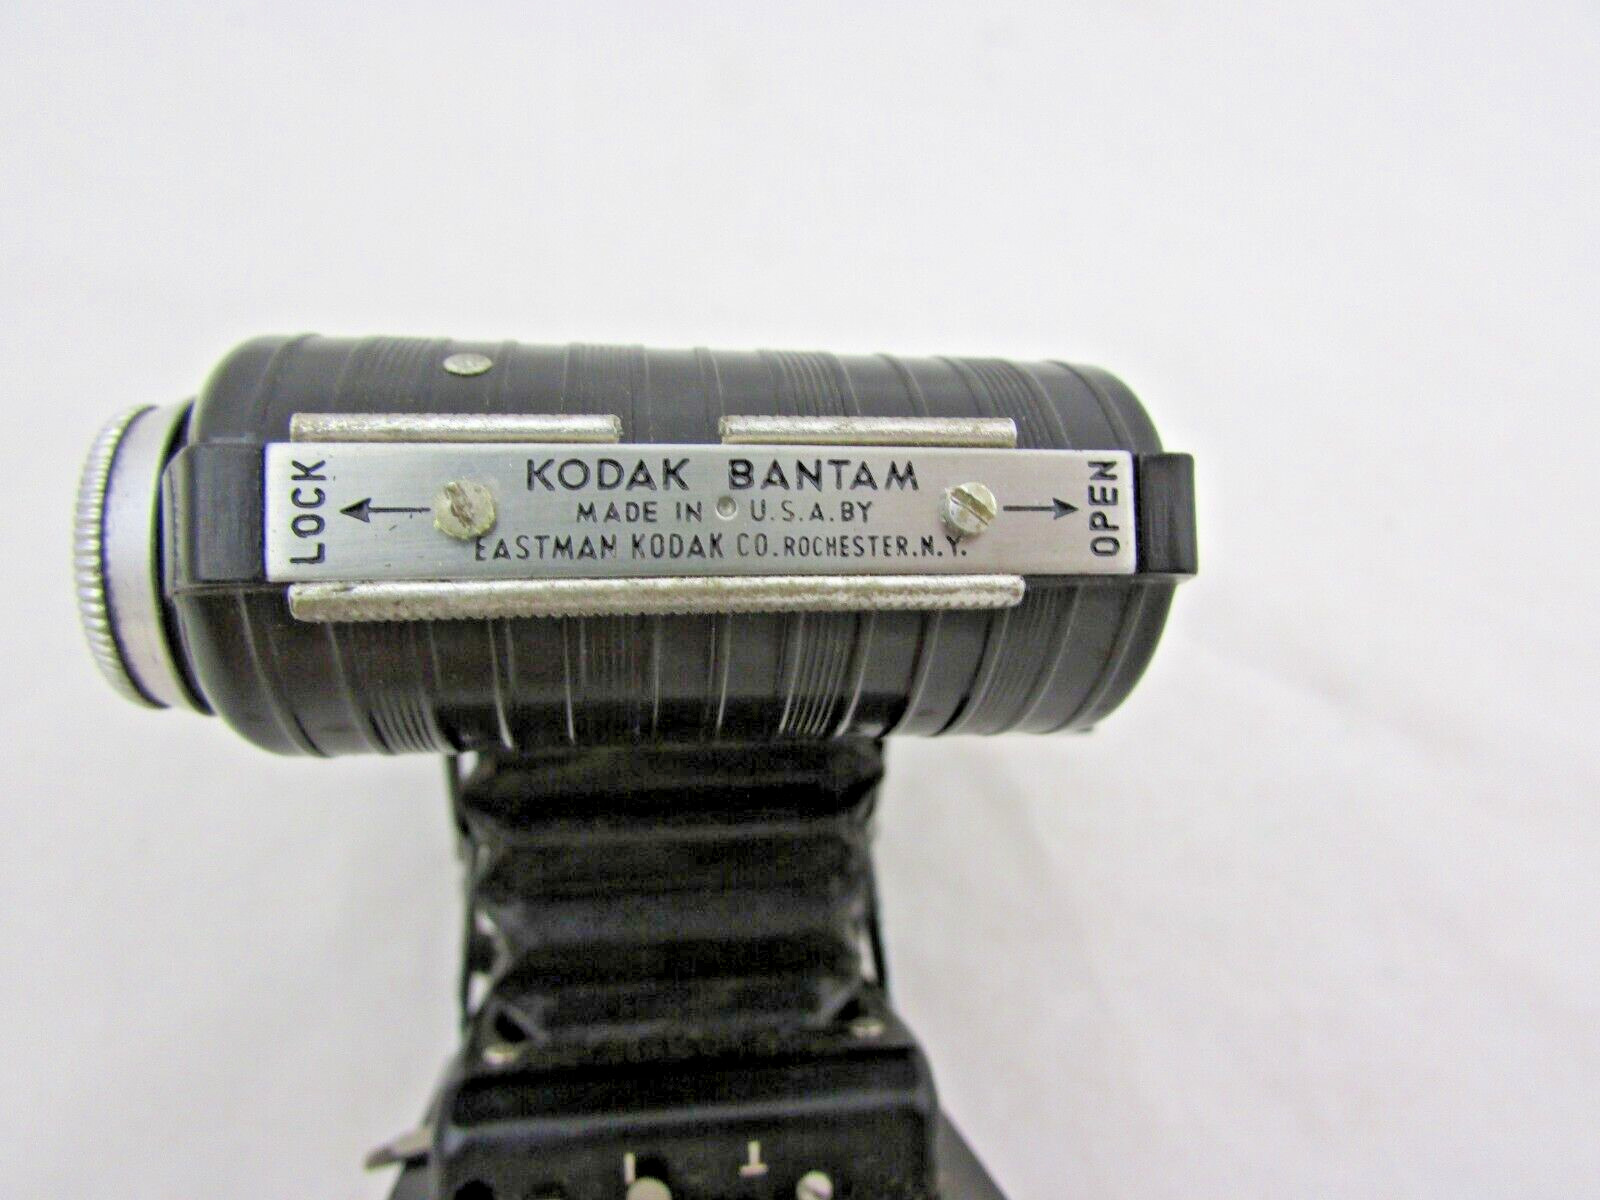 LOCK
KODAK BANTAM
MADE IN U.S.A. BY
EASTMAN KODAK CO. ROCHESTER. N.Y.
OPEN
I